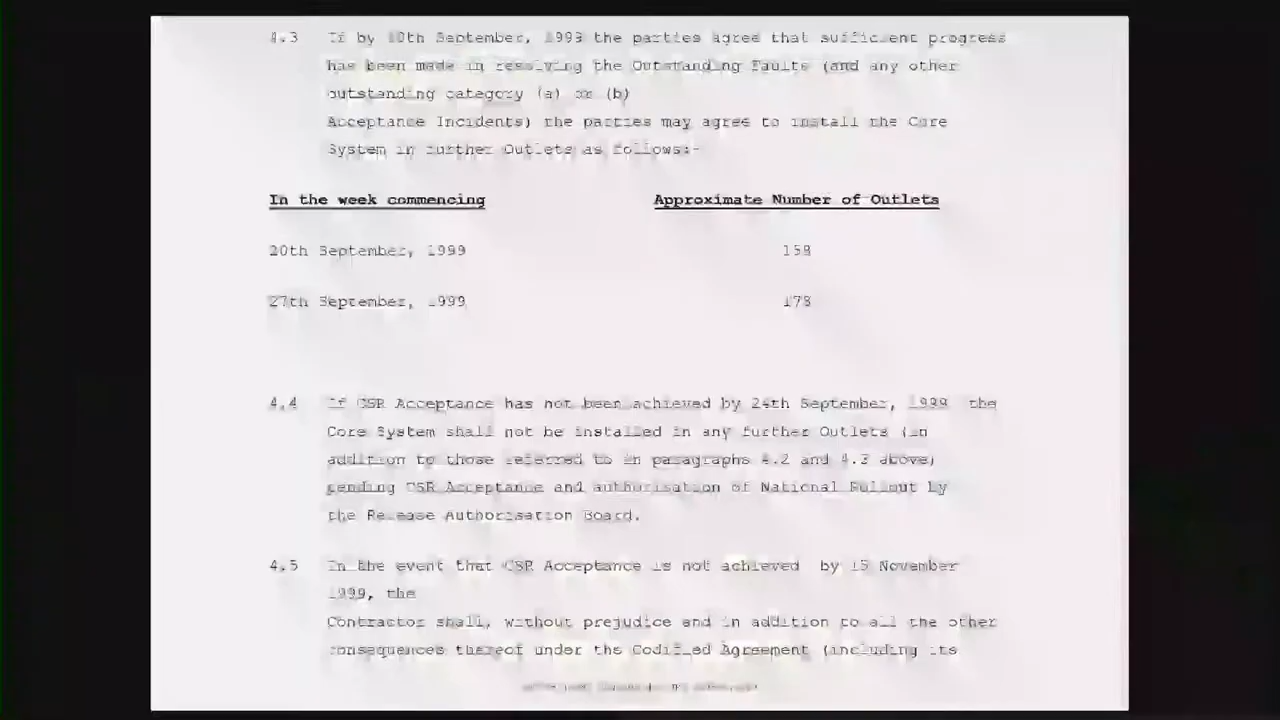 4.3 If by 10th September, 1999 the parties agree that sufficient progress
has been made in resolving the Outstanding Faults (and any other
outstanding category (a) or (b)
Acceptance Incidents) the parties may agree to install the Core
System in further Outlets as follows:-
In the week commencing Approximate Number of Outlets
20th September, 1999
27th September, 1999
4.4 If CSR Acceptance has not been achieved by 24th September, 1999 the
Core System shall not be installed in any further Outlets (in
addition to those referred to in paragraphs 4.2 and 4.3 above)
pending CSR Acceptance and authorisation of National Rollout by
the Release Authorisation Board.
4.5 In the event that CSR Acceptance is not achieved by 15 November
1999, the
Contractor shall, without prejudice and in addition to all the other
consequences thereof under the Codified Agreement (including its